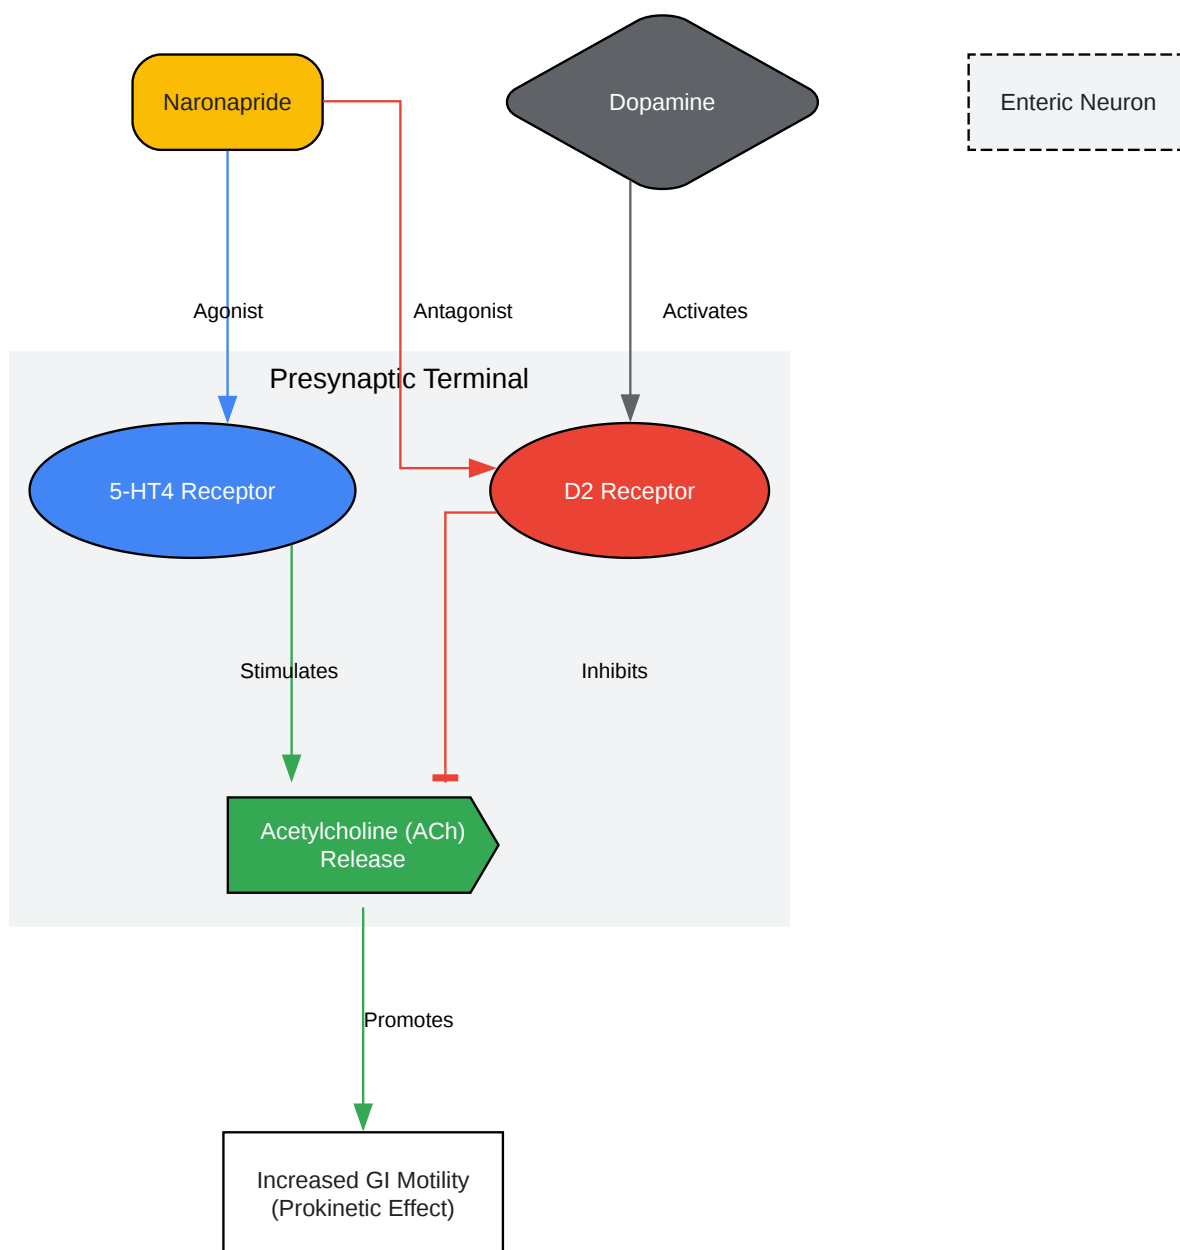 Naronapride
Dopamine
Enteric Neuron
Agonist
Antagonist
Activates
Presynaptic Terminal
5-HT4 Receptor
D2 Receptor
Stimulates
Inhibits
Acetylcholine (ACh)
Release
Promotes
Increased GI Motility
(Prokinetic Effect)